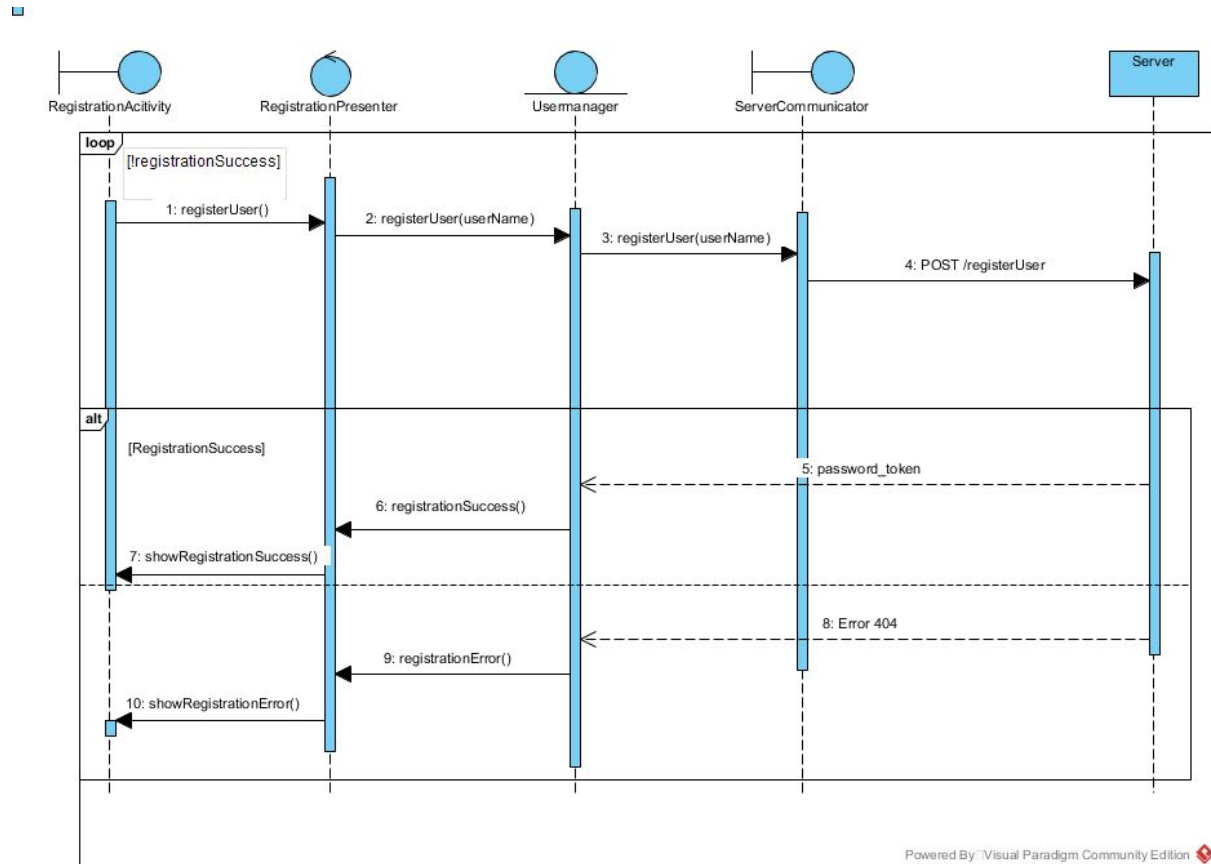 Server
RegistrationAcitivity
RegistrationPresenter
Usermanager
ServerCommunicator
loop
[!registrationSuccess]
1: registerUser()
2: registerUser(userName)
3: registerUser(userName)
4: POST /registerUser
alt
[RegistrationSuccess]
5: password_token
6: registrationSuccess()
7: showRegistrationSuccess()
8: Error 404
9: registrationError()
10: showRegistrationError()
Powered By Visual Paradigm Community Edition